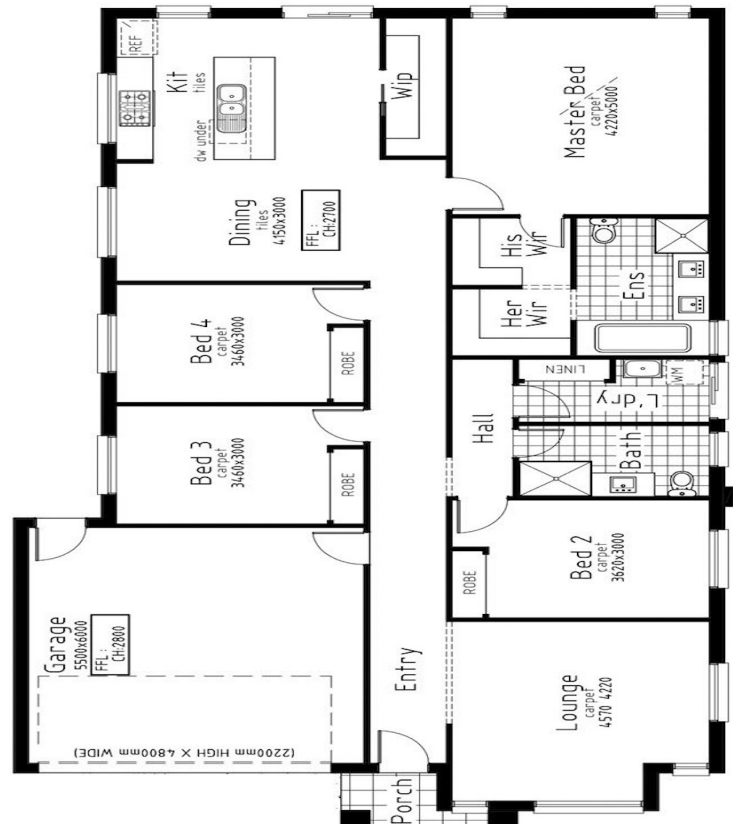 REF
Kit
tiles
dw under
Wip
Master Bed
carpet
4220x5000
Dining
tiles
4150x3000
FFL :
CH:2700
His
Wir
Her
Wir
Ens
Bed 4
carpet
3460x3000
ROBE
LINEN
WM
L'dry
Hall
Bath
Bed 3
carpet
3460x3000
ROBE
Bed 2
carpet
3620x3000
ROBE
Garage
5500x6000
FFL :
CH:2800
(2200mm HIGH X 4800mm WIDE)
Entry
Lounge
carpet
4570 4220
Porch